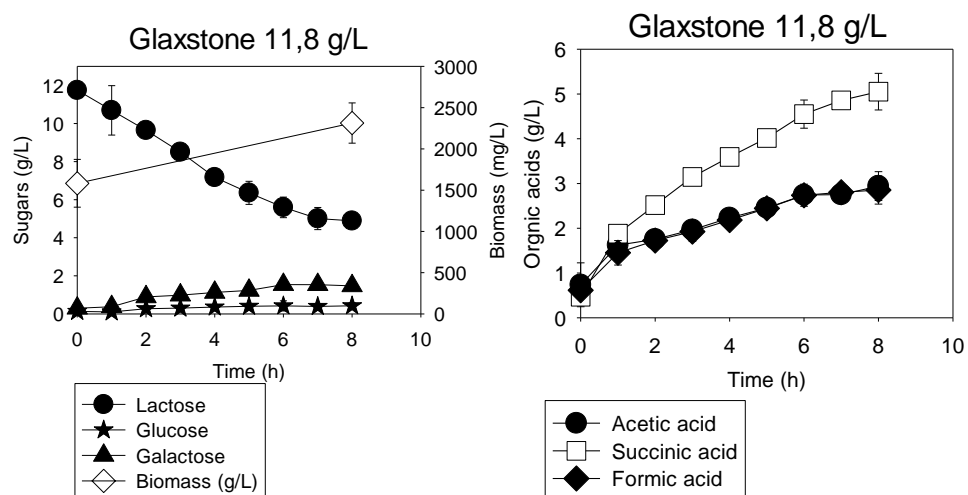 Glaxstone 11,8 g/L
Sugars (g/L)
12
10
8
6
4
2
0
3000
2500
2000
1500
1000
500
0
Biomass (mg/L)
0 2 4 6 8 10
Time (h)
Lactose
Glucose
Galactose
Biomass (g/L)
Glaxstone 11,8 g/L
Orgnic acids (g/L)
6
5
4
3
2
1
0
0 2 4 6 8 10
Time (h)
Acetic acid
Succinic acid
Formic acid